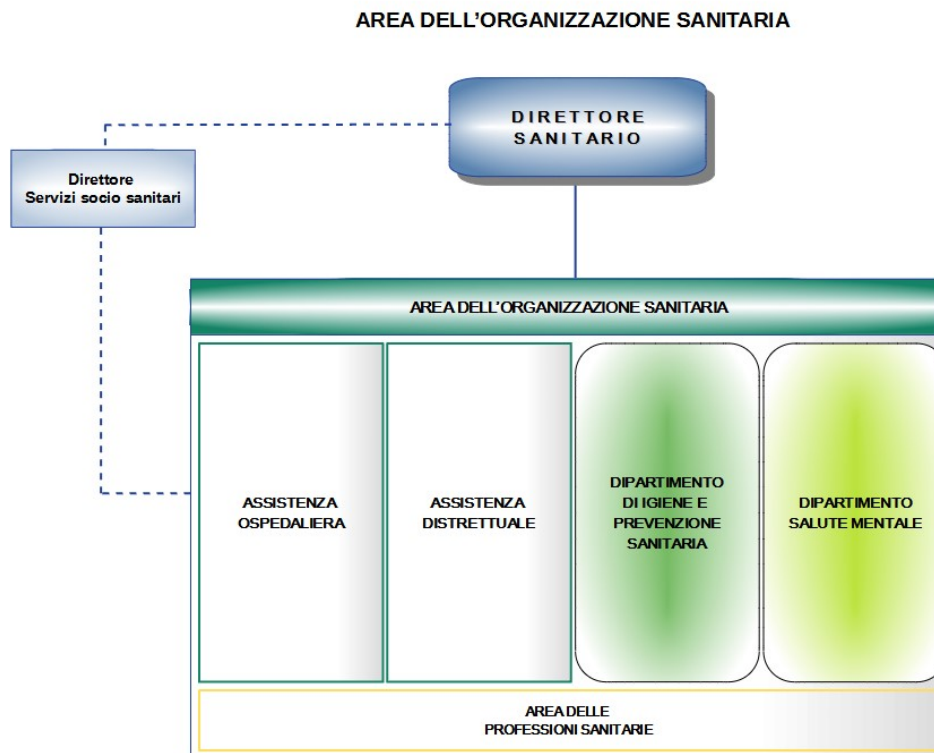 AREA DELL'ORGANIZZAZIONE SANITARIA
DIRETTORE
SANITARIO
Direttore
Servizi socio sanitari
AREA DELL'ORGANIZZAZIONE SANITARIA
ASSISTENZA
OSPEDALIERA
ASSISTENZA
DISTRETTUALE
DIPARTIMENTO
DI IGIENE E
PREVENZIONE
SANITARIA
DIPARTIMENTO
SALUTE MENTALE
AREA DELLE
PROFESSIONI SANITARIE